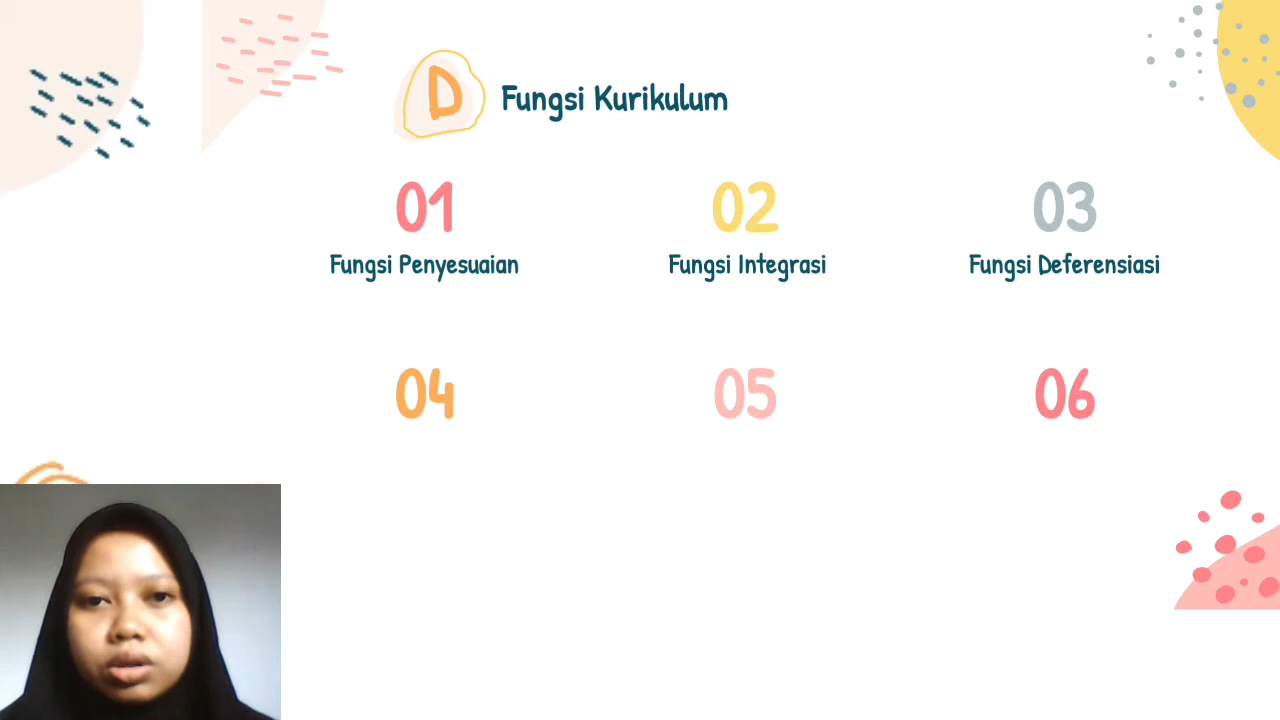 D
Fungsi Kurikulum
01
02
03
Fungsi Penyesuaian
Fungsi Integrasi
Fungsi Deferensiasi
04
05
06